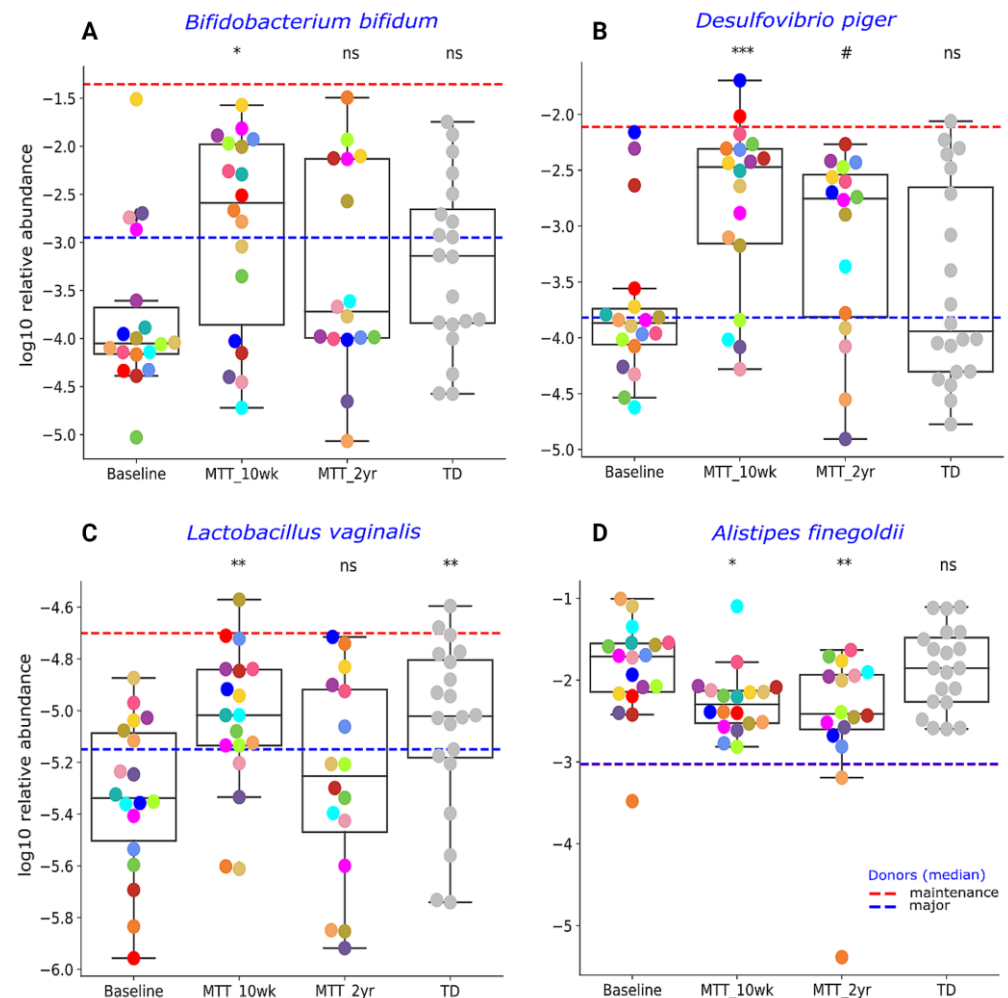 A
Bifidobacterium bifidum
* ns ns
log10 relative abundance
−1.5
−2.0
−2.5
−3.0
−3.5
−4.0
−4.5
−5.0
Baseline MTT_10wk MTT_2yr TD
B
Desulfovibrio piger
*** # ns
−2.0
−2.5
−3.0
−3.5
−4.0
−4.5
−5.0
Baseline MTT_10wk MTT_2yr TD
C
Lactobacillus vaginalis
** ns **
log10 relative abundance
−4.6
−4.8
−5.0
−5.2
−5.4
−5.6
−5.8
−6.0
Baseline MTT_10wk MTT_2yr TD
D
Alistipes finegoldii
* ** ns
−1
−2
−3
−4
−5
Donors (median)
maintenance
major
Baseline MTT_10wk MTT_2yr TD